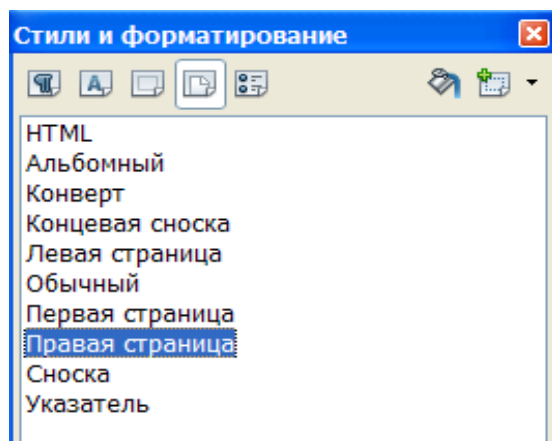 Стили и форматирование
HTML
Альбомный
Конверт
Концевая сноска
Левая страница
Обычный
Первая страница
Правая страница
Сноска
Указатель